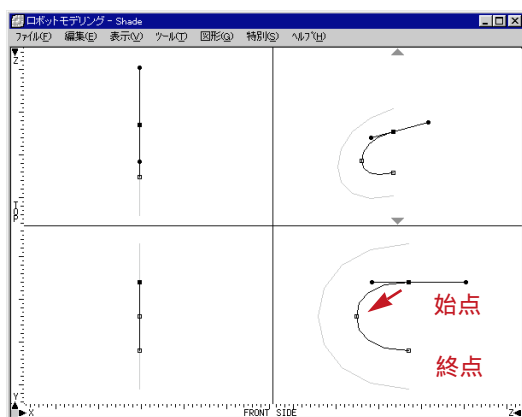 ロボットモデリング - Shade
ファイル(F) 編集(E) 表示(V) ツール(T) 図形(G) 特別(S) ヘルプ(H)
Z
TOP
始点
終点
Y
X FRONT SIDE Z